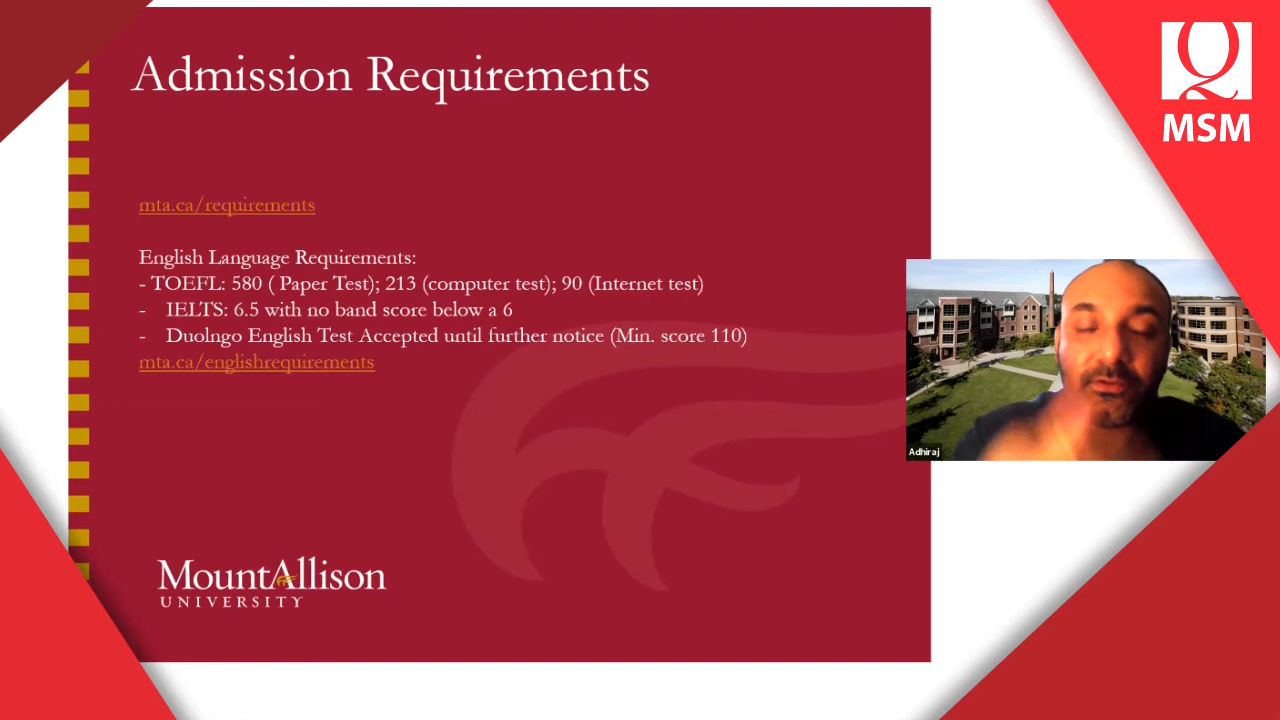 Admission Requirements
mta.ca/requirements
English Language Requirements:
- TOEFL: 580 ( Paper Test); 213 (computer test); 90 (Internet test)
- IELTS: 6.5 with no band score below a 6
- Duolngo English Test Accepted until further notice (Min. score 110)
mta.ca/englishrequirements
MountAllison
UNIVERSITY
MSM
Adhiraj